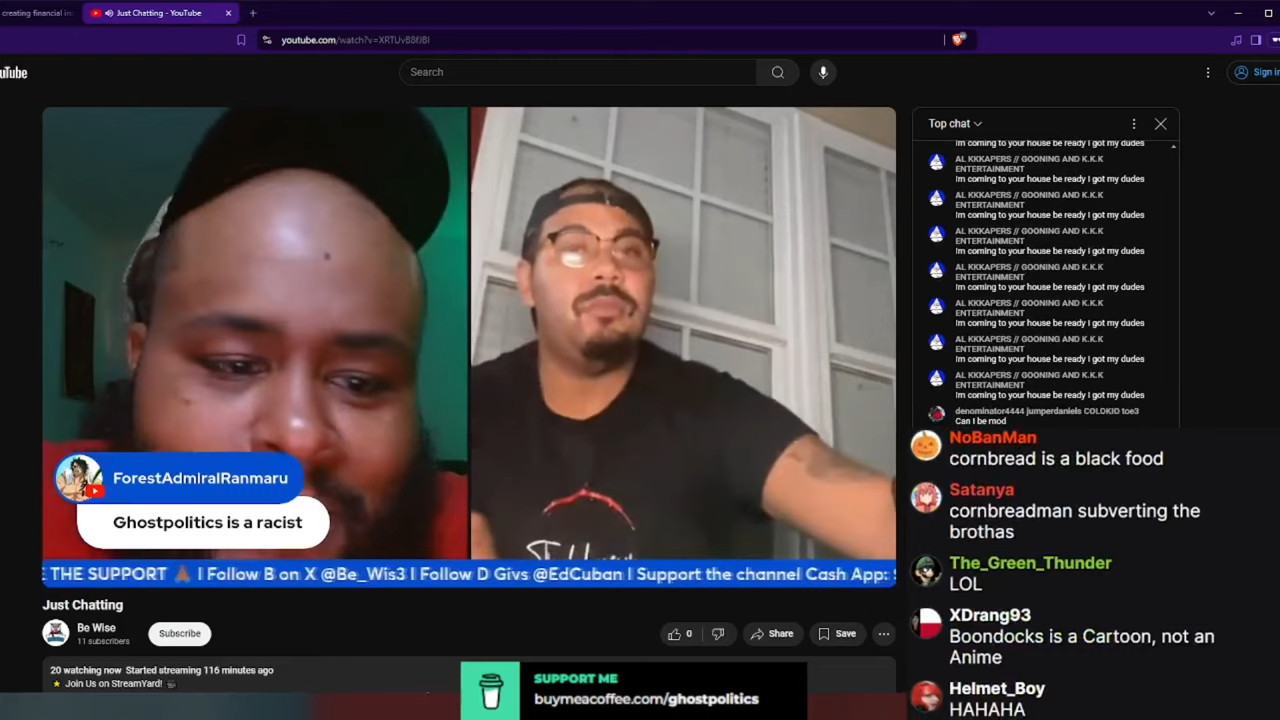 creating financial in
Just Chatting - YouTube
youtube.com/watch?v=XRTUvB8fJBI
uTube
Search
Sign in
Top chat
Im coming to your house be ready I got my dudes
AL KKKAPERS // GOONING AND K.K.K
ENTERTAINMENT
Im coming to your house be ready I got my dudes
AL KKKAPERS // GOONING AND K.K.K
ENTERTAINMENT
Im coming to your house be ready I got my dudes
AL KKKAPERS // GOONING AND K.K.K
ENTERTAINMENT
Im coming to your house be ready I got my dudes
AL KKKAPERS // GOONING AND K.K.K
ENTERTAINMENT
Im coming to your house be ready I got my dudes
AL KKKAPERS // GOONING AND K.K.K
ENTERTAINMENT
Im coming to your house be ready I got my dudes
AL KKKAPERS // GOONING AND K.K.K
ENTERTAINMENT
Im coming to your house be ready I got my dudes
AL KKKAPERS // GOONING AND K.K.K
ENTERTAINMENT
Im coming to your house be ready I got my dudes
denominator4444 jumperdaniels COLOKIO toe3
Can I be mod
NoBanMan
cornbread is a black food
Satanya
cornbreadman subverting the
brothas
The_Green_Thunder
LOL
XDrang93
Boondocks is a Cartoon, not an
Anime
Helmet_Boy
HAHAHA
ForestAdmiralRanmaru
Ghostpolitics is a racist
E THE SUPPORT 🙏🏾 I Follow B on X @Be_Wis3 I Follow D Givs @EdCuban I Support the channel Cash App:
Just Chatting
Be Wise
11 subscribers
Subscribe
0
Share
Save
20 watching now Started streaming 116 minutes ago
Join Us on StreamYard!
SUPPORT ME
buymeacoffee.com/ghostpolitics